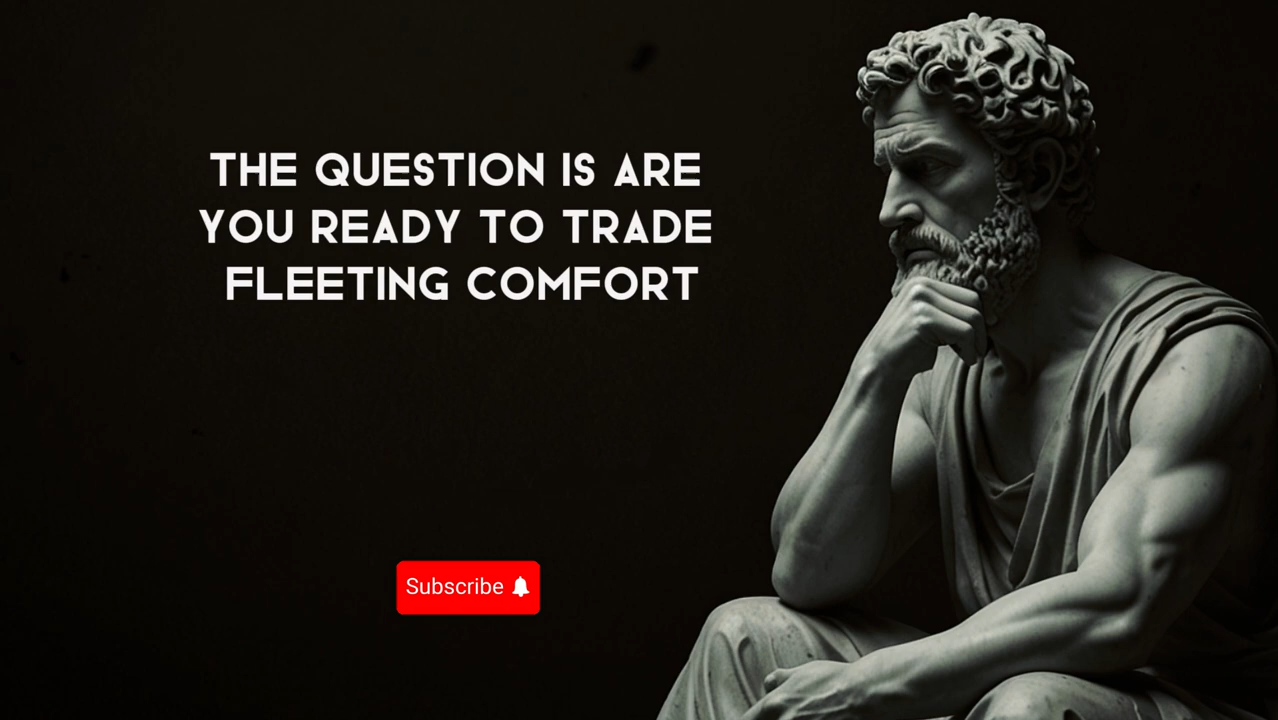 THE QUESTION IS ARE
YOU READY TO TRADE
FLEETING COMFORT
Subscribe